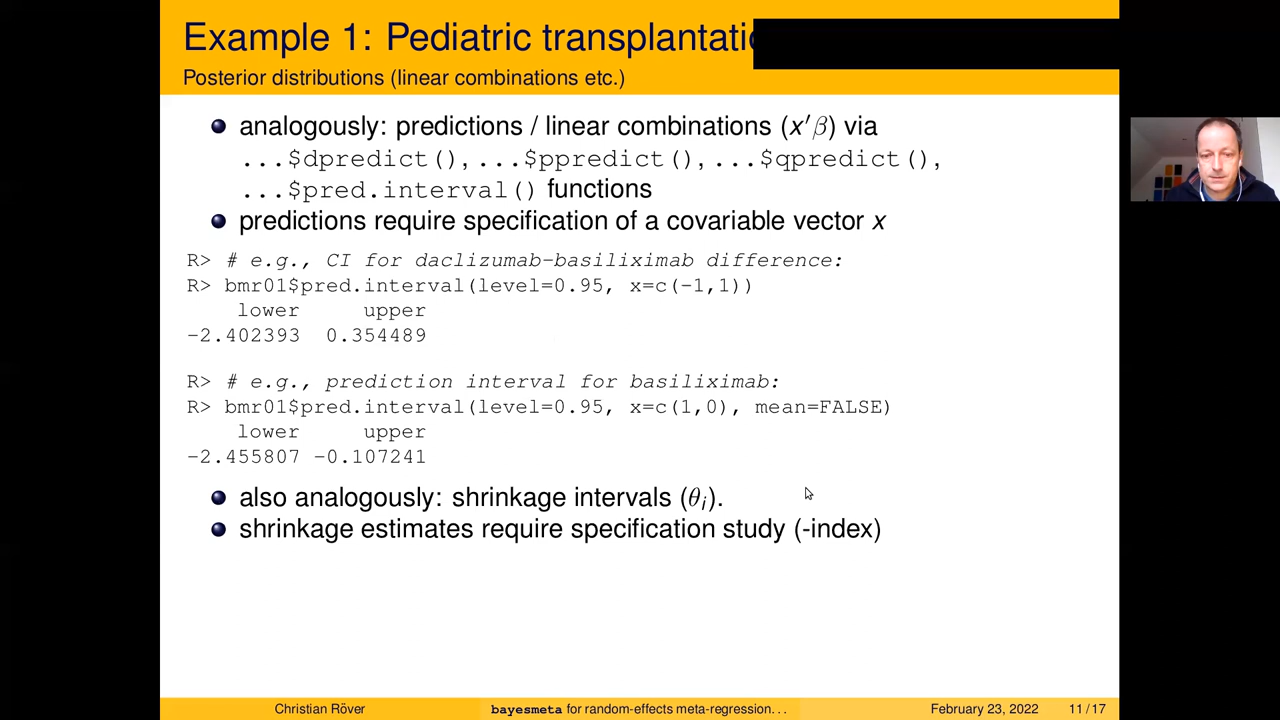 Example 1: Pediatric transplantatio
Posterior distributions (linear combinations etc.)
analogously: predictions / linear combinations (x′β) via
...$dpredict(), ...$ppredict(), ...$qpredict(),
...$pred.interval() functions
predictions require specification of a covariable vector x
R> # e.g., CI for daclizumab-basiliximab difference:
R> bmr01$pred.interval(level=0.95, x=c(-1,1))
lower upper
-2.402393 0.354489
R> # e.g., prediction interval for basiliximab:
R> bmr01$pred.interval(level=0.95, x=c(1,0), mean=FALSE)
lower upper
-2.455807 -0.107241
also analogously: shrinkage intervals (θi).
shrinkage estimates require specification study (-index)
Christian Röver bayesmeta for random-effects meta-regression... February 23, 2022 11 / 17